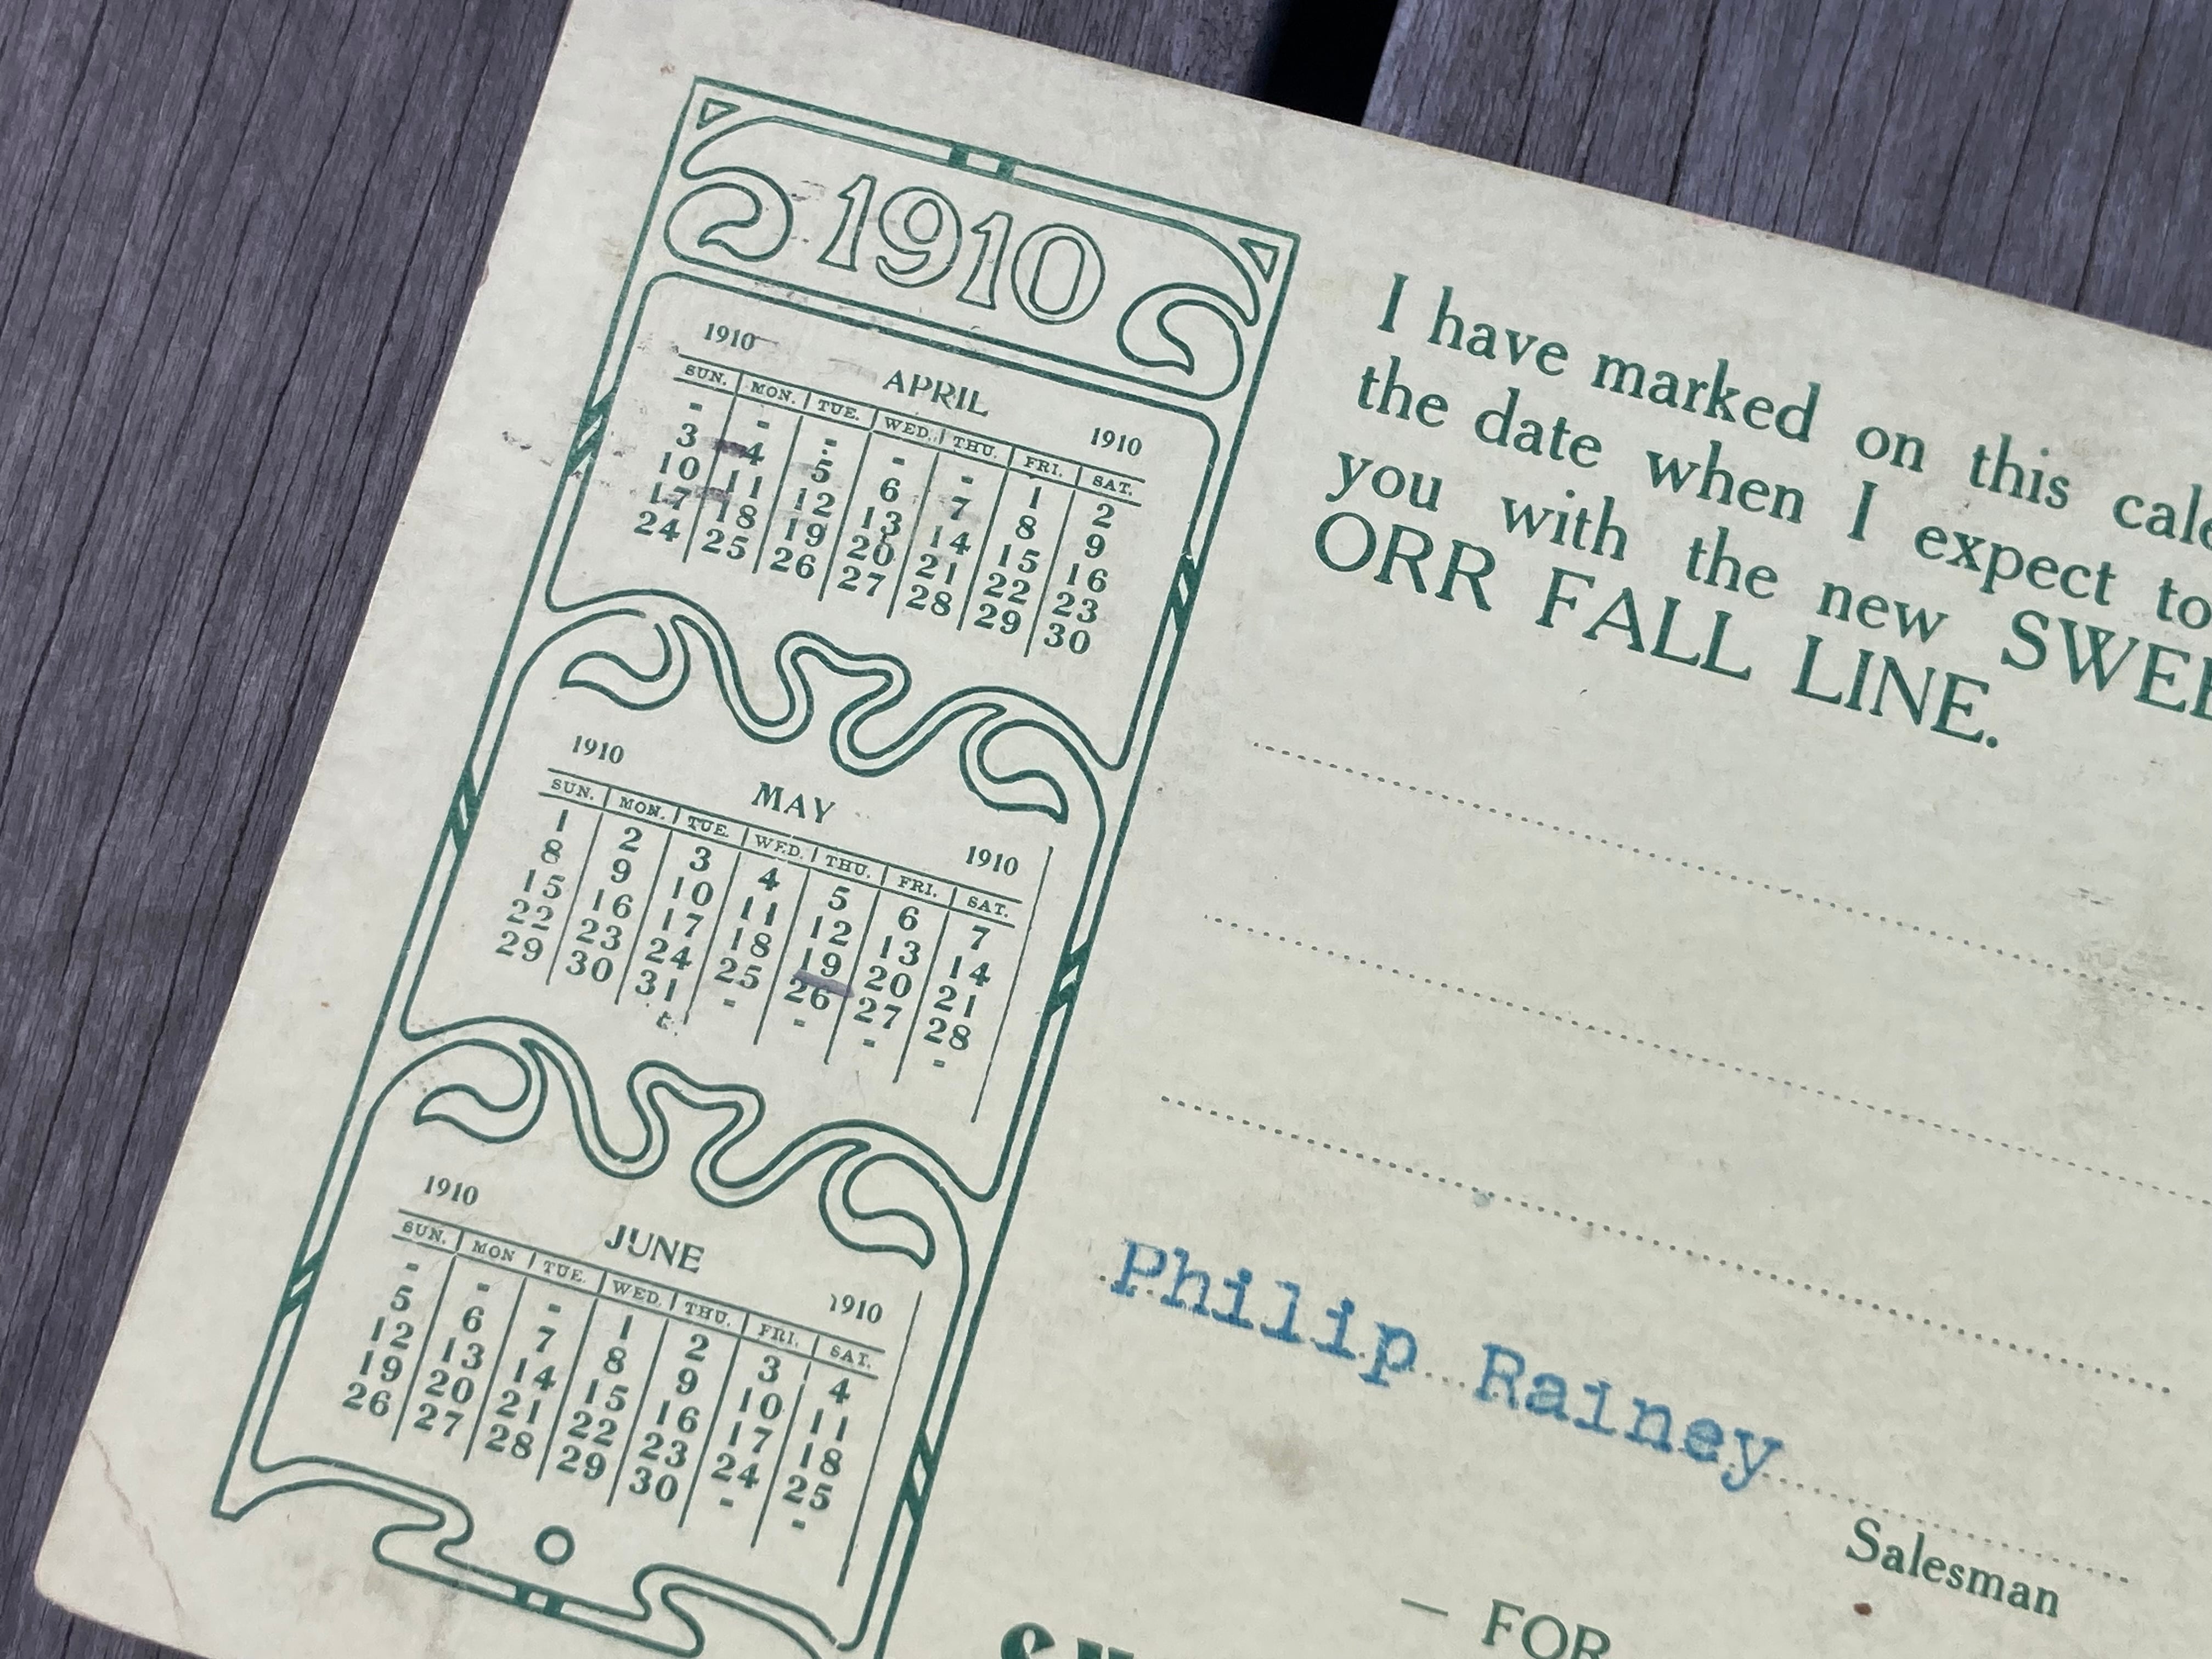 1910
1910 APRIL 1910
SUN. MON. TUE. WED. THU. FRI. SAT.
- - - - - 1 2
3 4 5 6 7 8 9
10 11 12 13 14 15 16
17 18 19 20 21 22 23
24 25 26 27 28 29 30
1910 MAY 1910
SUN. MON. TUE. WED. THU. FRI. SAT.
1 2 3 4 5 6 7
8 9 10 11 12 13 14
15 16 17 18 19 20 21
22 23 24 25 26 27 28
29 30 31 - - - -
1910 JUNE 1910
SUN. MON TUE. WED. THU. FRI. SAT.
- - - 1 2 3 4
5 6 7 8 9 10 11
12 13 14 15 16 17 18
19 20 21 22 23 24 25
26 27 28 29 30 - -
I have marked on this
the date when I expect to
you with the new
ORR FALL LINE.
Philip Rainey
Salesman
— FOR